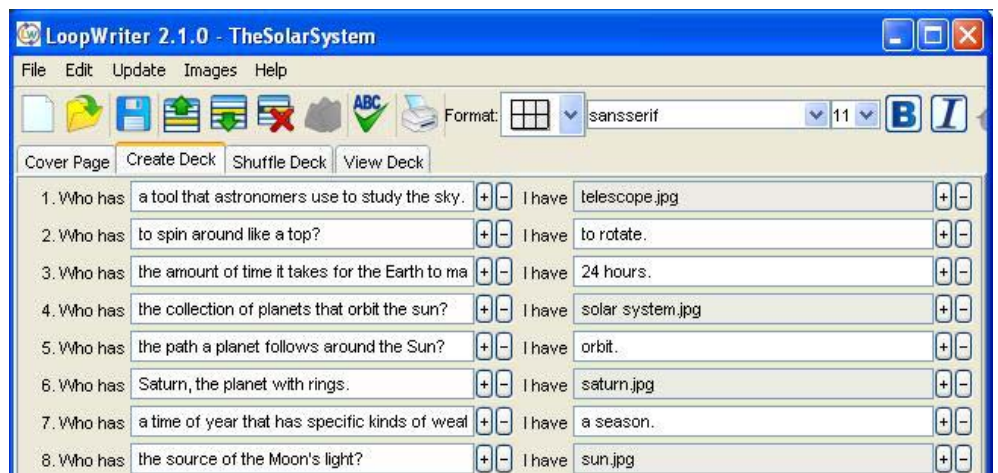 LoopWriter 2.1.0 - TheSolarSystem
File Edit Update Images Help
ABC Format: sansserif 11 B I
Cover Page Create Deck Shuffle Deck View Deck
1. Who has a tool that astronomers use to study the sky. + - I have telescope.jpg + -
2. Who has to spin around like a top? + - I have to rotate. + -
3. Who has the amount of time it takes for the Earth to ma + - I have 24 hours. + -
4. Who has the collection of planets that orbit the sun? + - I have solar system.jpg + -
5. Who has the path a planet follows around the Sun? + - I have orbit. + -
6. Who has Saturn, the planet with rings. + - I have saturn.jpg + -
7. Who has a time of year that has specific kinds of weat + - I have a season. + -
8. Who has the source of the Moon's light? + - I have sun.jpg + -